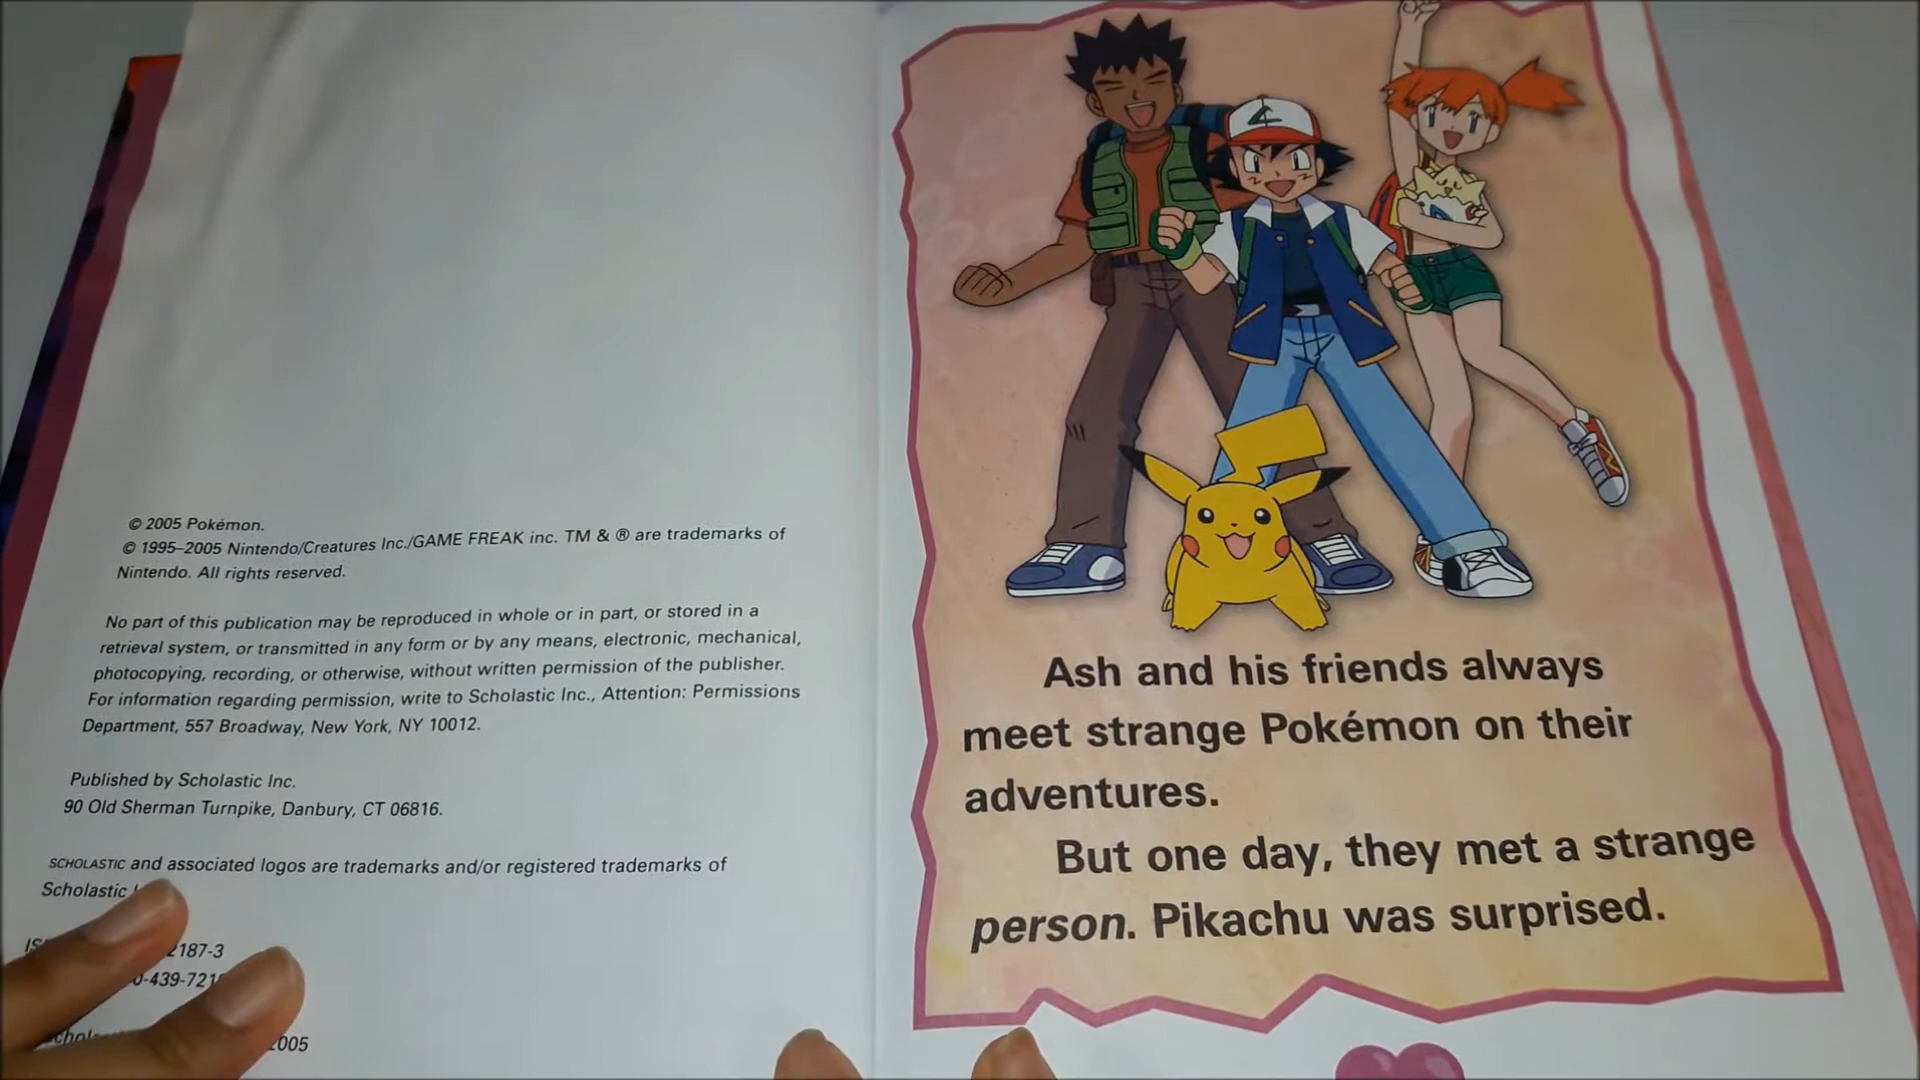 © 2005 Pokémon.
© 1995–2005 Nintendo/Creatures Inc./GAME FREAK inc. TM & ® are trademarks of
Nintendo. All rights reserved.
No part of this publication may be reproduced in whole or in part, or stored in a
retrieval system, or transmitted in any form or by any means, electronic, mechanical,
photocopying, recording, or otherwise, without written permission of the publisher.
For information regarding permission, write to Scholastic Inc., Attention: Permissions
Department, 557 Broadway, New York, NY 10012.
Published by Scholastic Inc.
90 Old Sherman Turnpike, Danbury, CT 06816.
SCHOLASTIC and associated logos are trademarks and/or registered trademarks of
Scholastic
2187-3
0-439-721
2005
Ash and his friends always
meet strange Pokémon on their
adventures.
But one day, they met a strange
person. Pikachu was surprised.